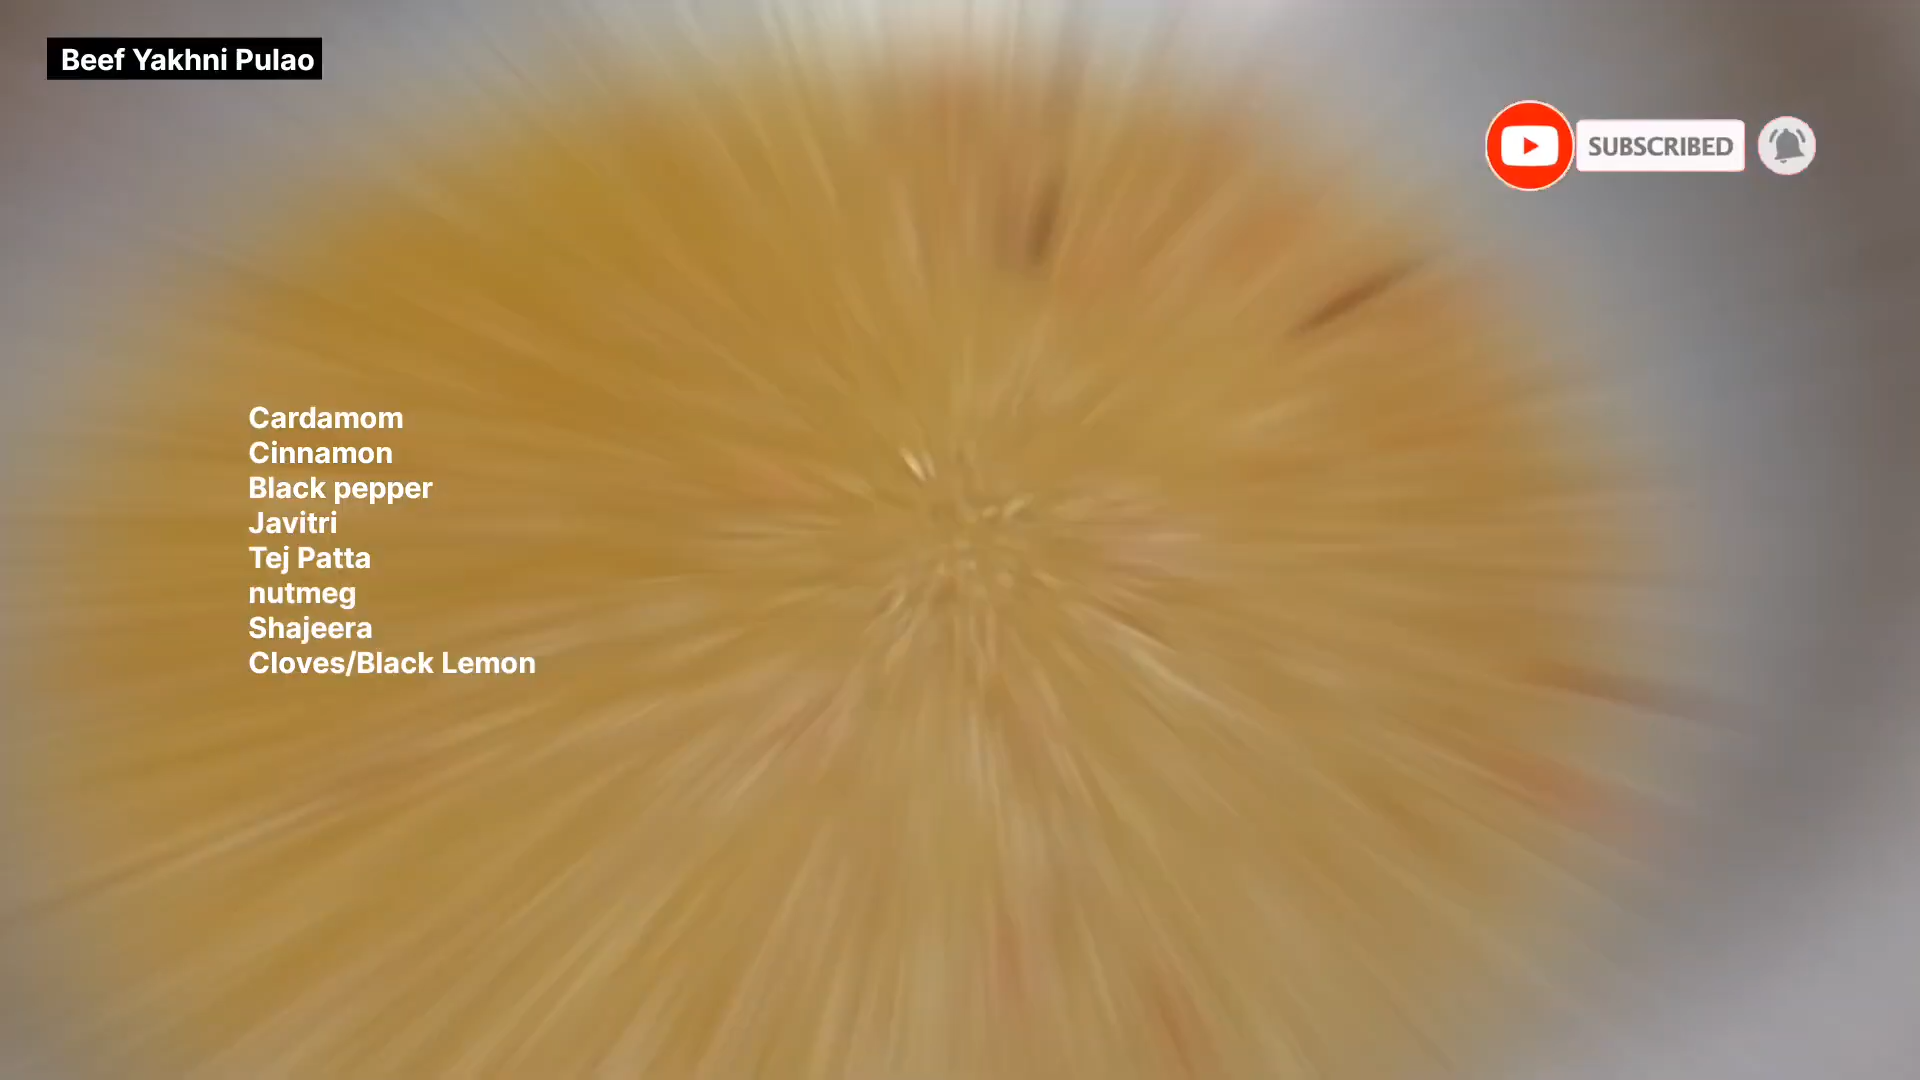 Beef Yakhni Pulao
SUBSCRIBED
Cardamom
Cinnamon
Black pepper
Javitri
Tej Patta
nutmeg
Shajeera
Cloves/Black Lemon